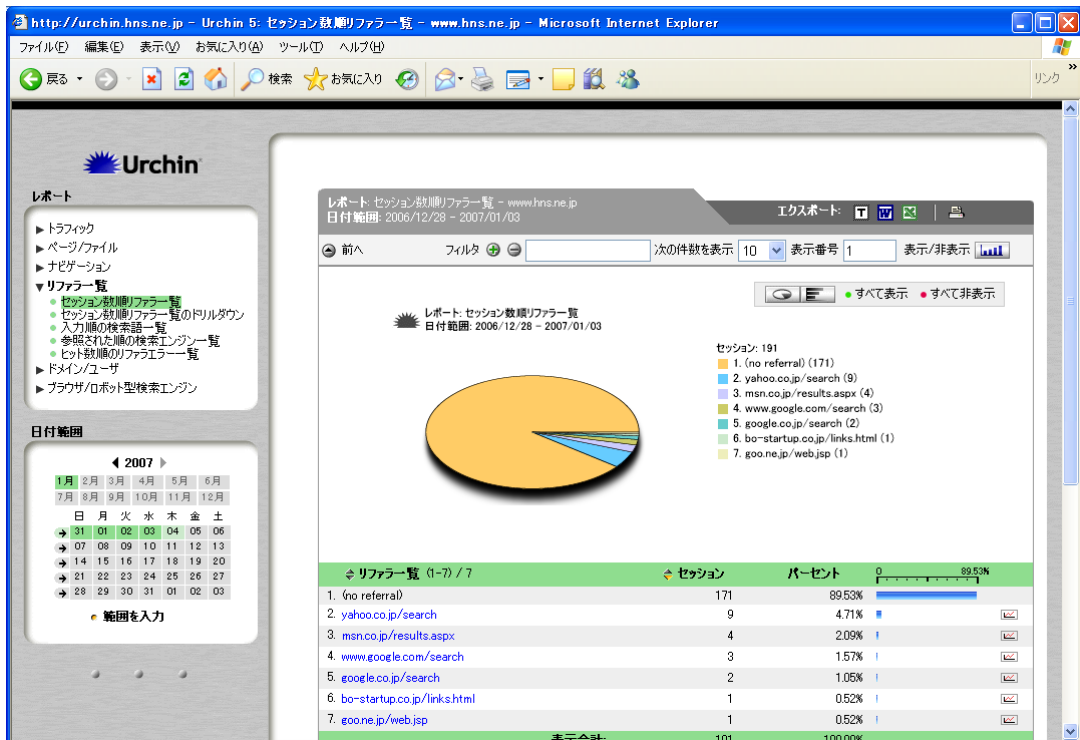 http://urchin.hns.ne.jp - Urchin 5: セッション数順リファラ一覧 - www.hns.ne.jp - Microsoft Internet Explorer
ファイル(F) 編集(E) 表示(V) お気に入り(A) ツール(T) ヘルプ(H)
戻る 検索 お気に入り リンク »
Urchin
レポート
▶ トラフィック
▶ ページ/ファイル
▶ ナビゲーション
▼ リファラ一覧
セッション数順リファラ一覧
セッション数順リファラ一覧のドリルダウン
入力順の検索語一覧
参照された順の検索エンジン一覧
ヒット数順のリファラエラー一覧
▶ ドメイン/ユーザ
▶ ブラウザ/ロボット型検索エンジン
日付範囲
2007
1月 2月 3月 4月 5月 6月
7月 8月 9月 10月 11月 12月
日 月 火 水 木 金 土
31 01 02 03 04 05 06
07 08 09 10 11 12 13
14 15 16 17 18 19 20
21 22 23 24 25 26 27
28 29 30 31 01 02 03
範囲を入力
レポート: セッション数順リファラ一覧 - www.hns.ne.jp
日付範囲: 2006/12/28 - 2007/01/03
エクスポート: T W X
前へ フィルタ 次の件数を表示 10 表示番号 1 表示/非表示
すべて表示 すべて非表示
レポート: セッション数順リファラ一覧
日付範囲: 2006/12/28 - 2007/01/03
セッション: 191
1. (no referral) (171)
2. yahoo.co.jp/search (9)
3. msn.co.jp/results.aspx (4)
4. www.google.com/search (3)
5. google.co.jp/search (2)
6. bo-startup.co.jp/links.html (1)
7. goo.ne.jp/web.jsp (1)
リファラ一覧 (1-7) / 7 セッション パーセント 0 89.53%
1. (no referral) 171 89.53%
2. yahoo.co.jp/search 9 4.71%
3. msn.co.jp/results.aspx 4 2.09%
4. www.google.com/search 3 1.57%
5. google.co.jp/search 2 1.05%
6. bo-startup.co.jp/links.html 1 0.52%
7. goo.ne.jp/web.jsp 1 0.52%
表示合計: 191 100.00%